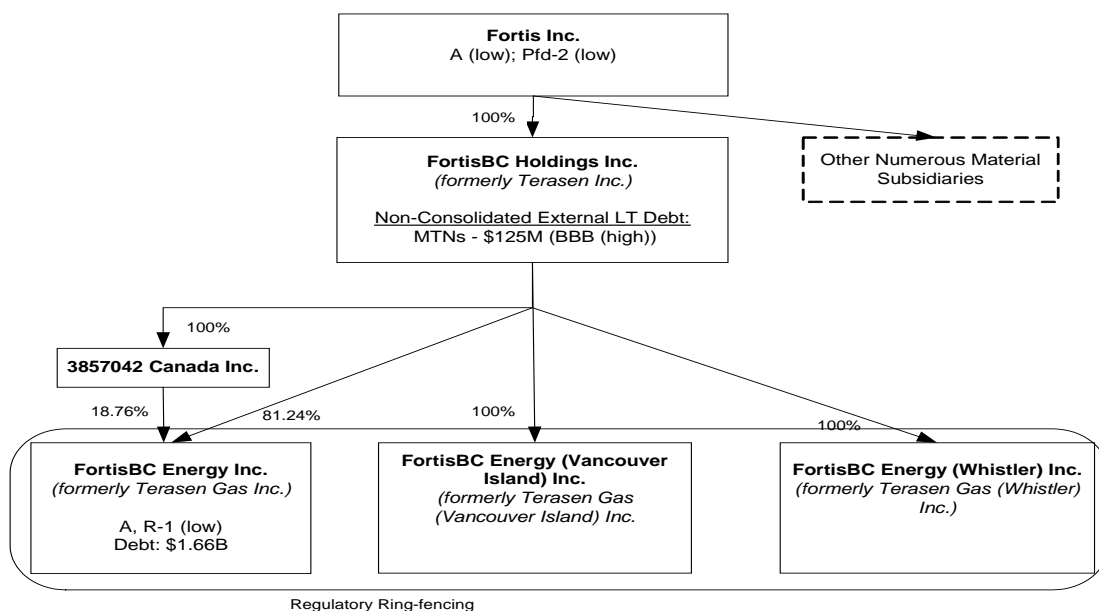 Fortis Inc.
A (low); Pfd-2 (low)
100%
FortisBC Holdings Inc.
(formerly Terasen Inc.)
Non-Consolidated External LT Debt:
MTNs - $125M (BBB (high))
Other Numerous Material
Subsidiaries
100%
3857042 Canada Inc.
18.76%
81.24%
100%
100%
FortisBC Energy Inc.
(formerly Terasen Gas Inc.)
A, R-1 (low)
Debt: $1.66B
FortisBC Energy (Vancouver
Island) Inc.
(formerly Terasen Gas
(Vancouver Island) Inc.
FortisBC Energy (Whistler) Inc.
(formerly Terasen Gas (Whistler)
Inc.)
Regulatory Ring-fencing